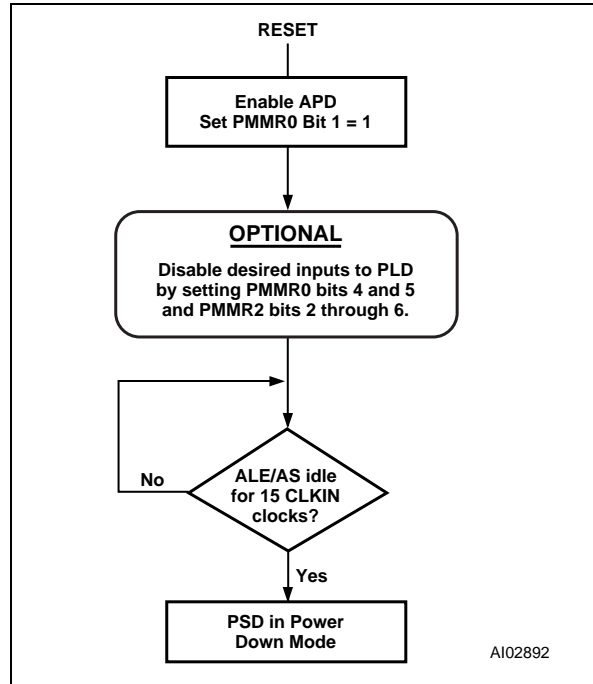 RESET
Enable APD
Set PMMR0 Bit 1 = 1
OPTIONAL
Disable desired inputs to PLD
by setting PMMR0 bits 4 and 5
and PMMR2 bits 2 through 6.
No
ALE/AS idle
for 15 CLKIN
clocks?
Yes
PSD in Power
Down Mode
AI02892